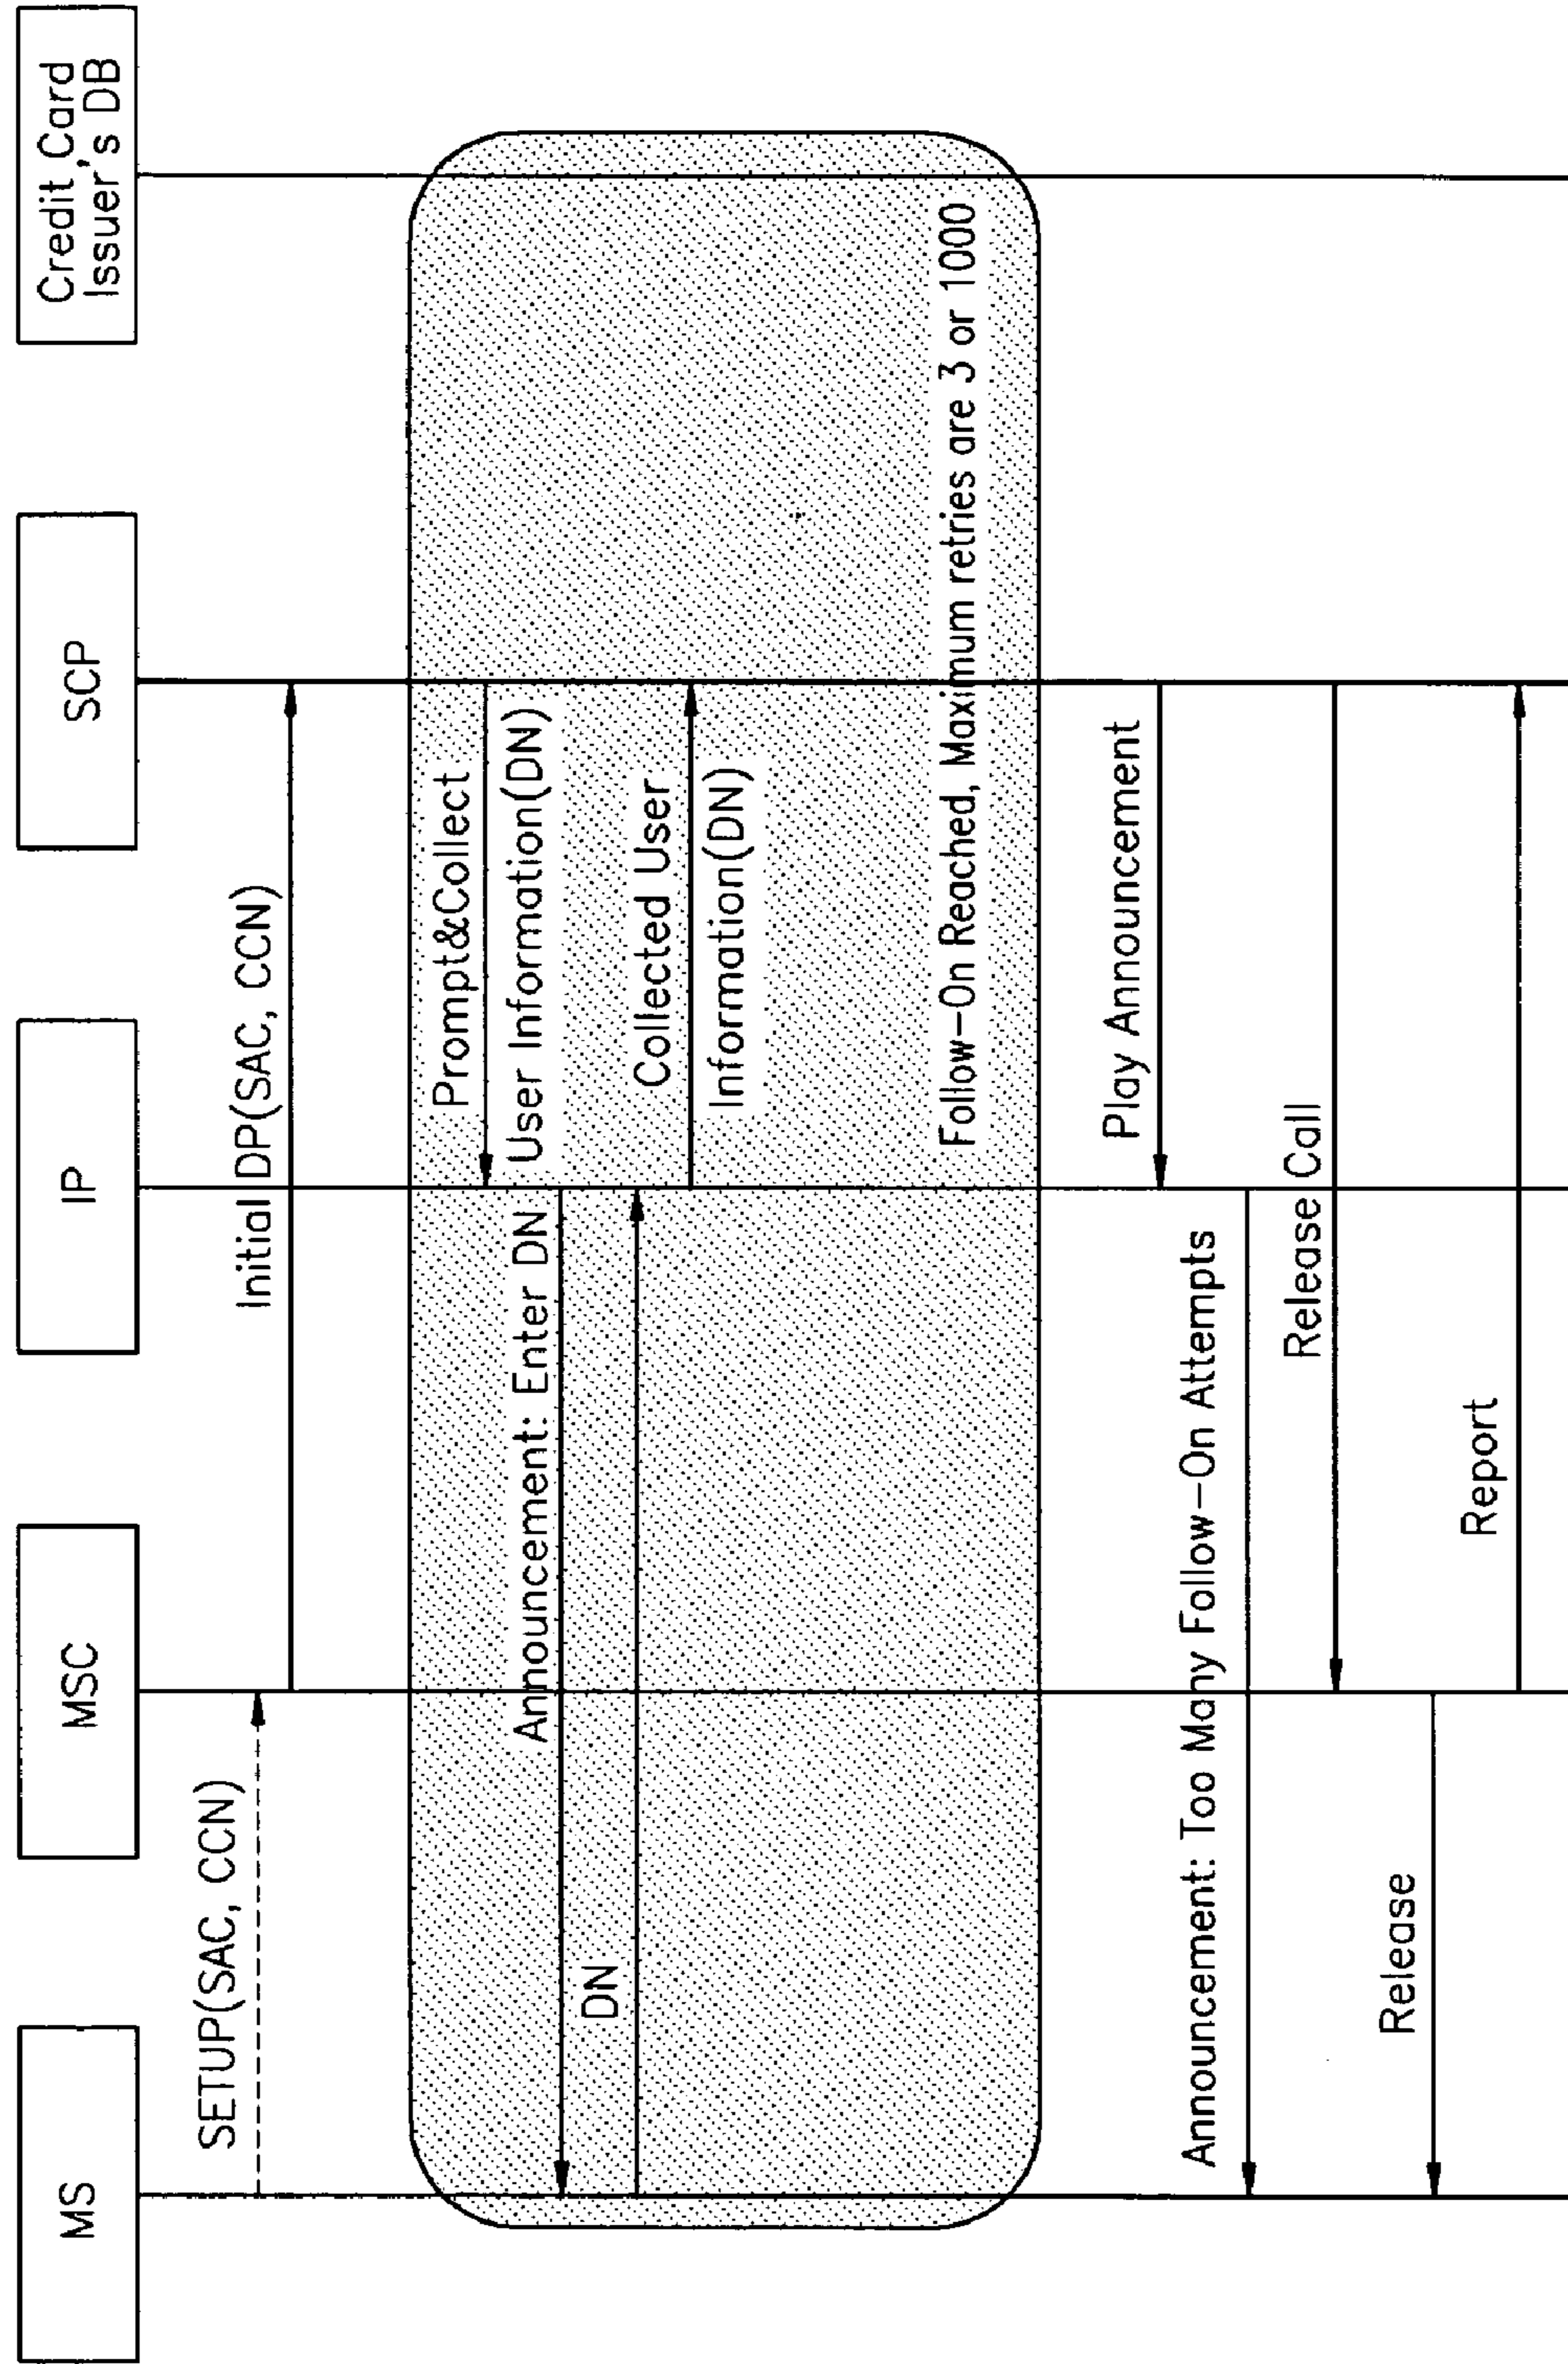 MS
MSC
IP
SCP
Credit Card
Issuer's DB
SETUP(SAC, CCN)
Initial DP(SAC, CCN)
Prompt&Collect
User Information(DN)
Announcement: Enter DN
DN
Collected User
Information(DN)
Follow-On Reached, Maximum retries are 3 or 1000
Play Announcement
Announcement: Too Many Follow-On Attempts
Release Call
Release
Report